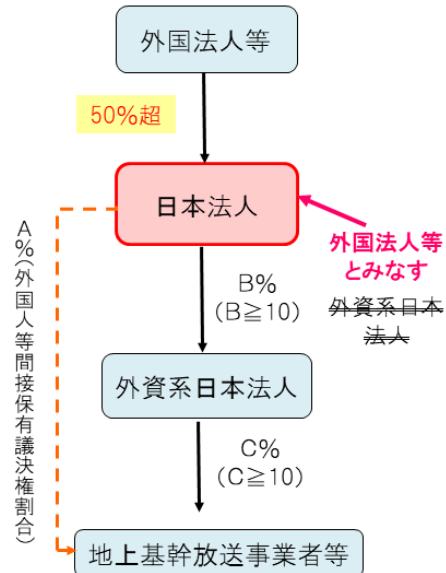 外国法人等
50%超
日本法人
外国法人等
とみなす
外資系日本
法人
B%
(B≧10)
外資系日本法人
C%
(C≧10)
A%(外国人等間接保有議決権割合)
地上基幹放送事業者等